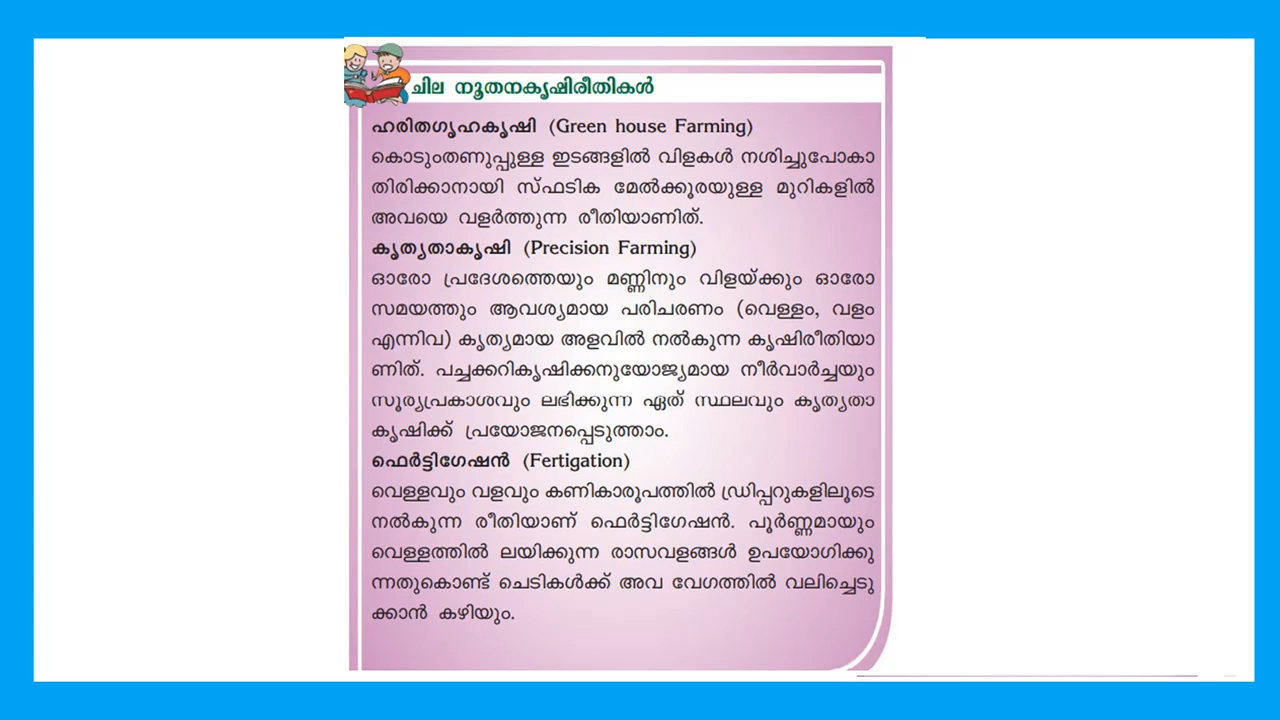 ചില നൂതനകൃഷിരീതികൾ
ഹരിതഗൃഹകൃഷി (Green house Farming)
കൊടുംതണുപ്പുള്ള ഇടങ്ങളിൽ വിളകൾ നശിച്ചുപോകാ
തിരിക്കാനായി സ്ഫടിക മേൽക്കൂരയുള്ള മുറികളിൽ
അവയെ വളർത്തുന്ന രീതിയാണിത്.
കൃത്യതാകൃഷി (Precision Farming)
ഓരോ പ്രദേശത്തെയും മണ്ണിനും വിളയ്ക്കും ഓരോ
സമയത്തും ആവശ്യമായ പരിചരണം (വെള്ളം, വളം
എന്നിവ) കൃത്യമായ അളവിൽ നൽകുന്ന കൃഷിരീതിയാ
ണിത്. പച്ചക്കറികൃഷിക്കനുയോജ്യമായ നീർവാർച്ചയും
സൂര്യപ്രകാശവും ലഭിക്കുന്ന ഏത് സ്ഥലവും കൃത്യതാ
കൃഷിക്ക് പ്രയോജനപ്പെടുത്താം.
ഫെർട്ടിഗേഷൻ (Fertigation)
വെള്ളവും വളവും കണികാരൂപത്തിൽ ഡ്രിപ്പറുകളിലൂടെ
നൽകുന്ന രീതിയാണ് ഫെർട്ടിഗേഷൻ. പൂർണ്ണമായും
വെള്ളത്തിൽ ലയിക്കുന്ന രാസവളങ്ങൾ ഉപയോഗിക്കു
ന്നതുകൊണ്ട് ചെടികൾക്ക് അവ വേഗത്തിൽ വലിച്ചെടു
ക്കാൻ കഴിയും.